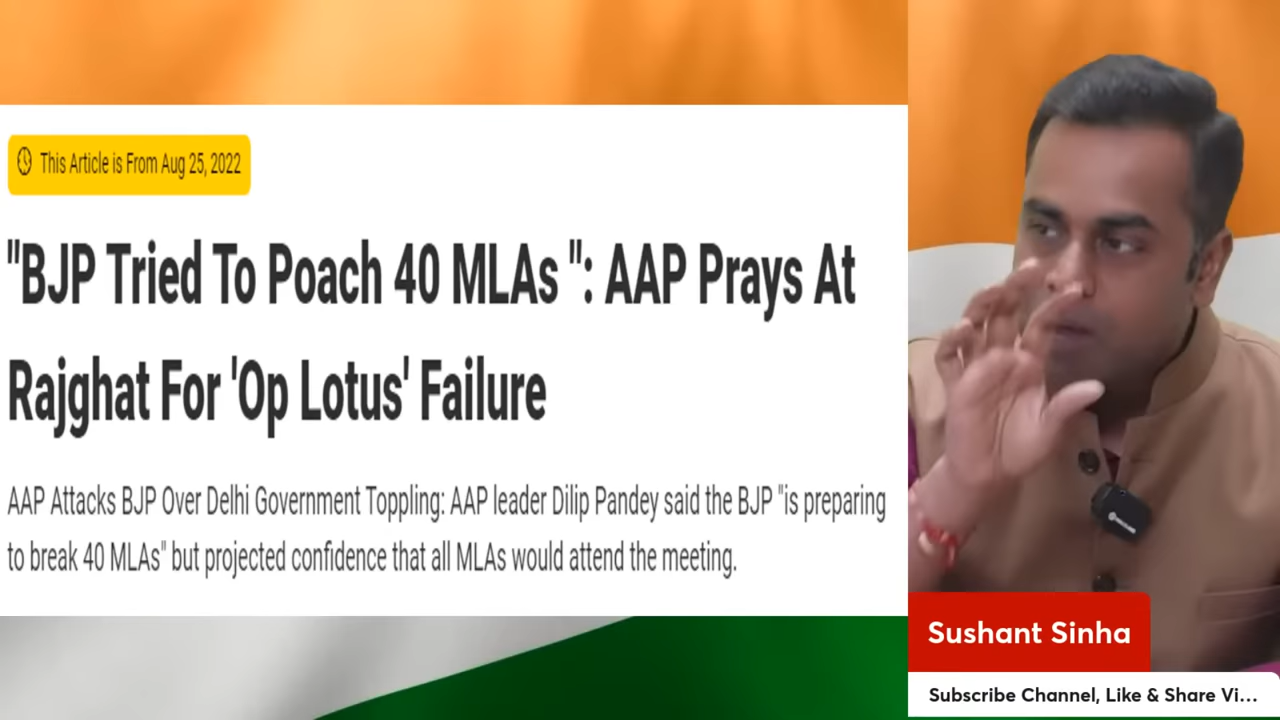 This Article is From Aug 25, 2022
"BJP Tried To Poach 40 MLAs ": AAP Prays At
Rajghat For 'Op Lotus' Failure
AAP Attacks BJP Over Delhi Government Toppling: AAP leader Dilip Pandey said the BJP "is preparing
to break 40 MLAs" but projected confidence that all MLAs would attend the meeting.
Sushant Sinha
Subscribe Channel, Like & Share Vi...